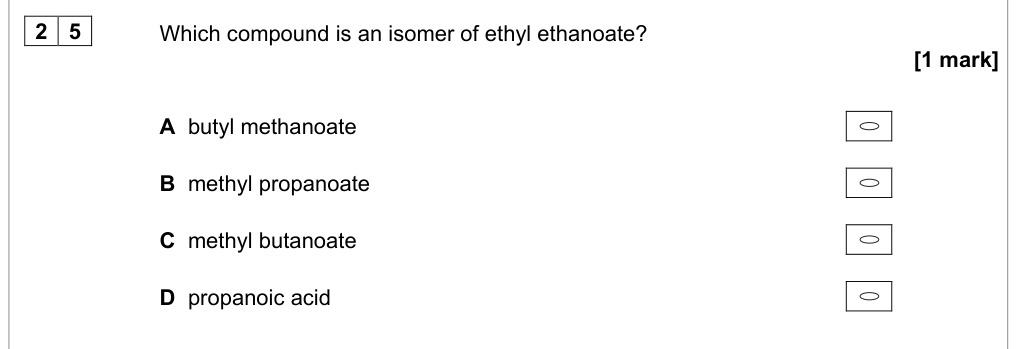 2 5 Which compound is an isomer of ethyl ethanoate?
[1 mark]
A butyl methanoate
B methyl propanoate
C methyl butanoate
D propanoic acid